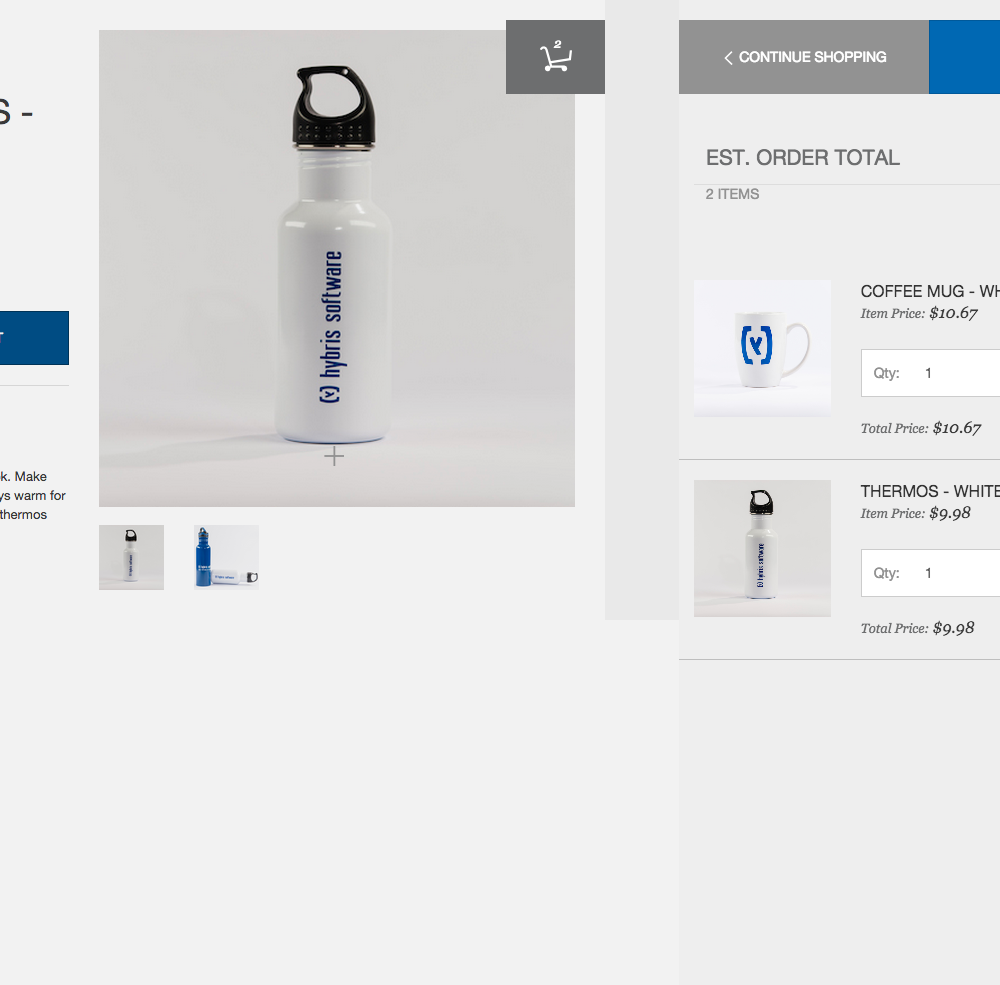 S -
T
k. Make
ys warm for
thermos
(y) hybris software
2
CONTINUE SHOPPING
EST. ORDER TOTAL
2 ITEMS
COFFEE MUG - WH
Item Price: $10.67
Qty: 1
Total Price: $10.67
THERMOS - WHITE
Item Price: $9.98
(y) hybris software
Qty: 1
Total Price: $9.98